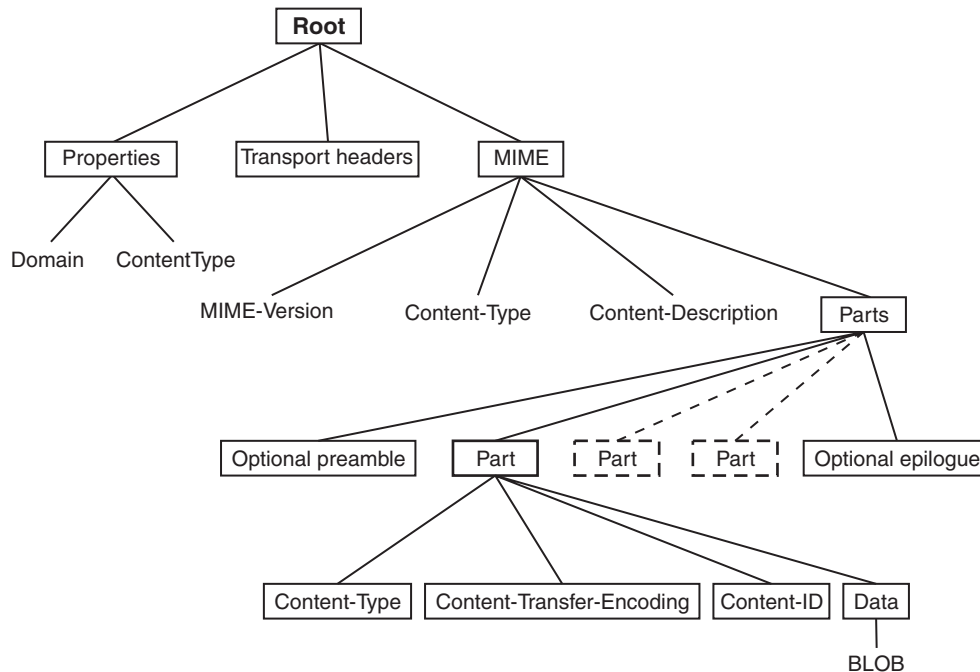 Root
Properties
Transport headers
MIME
Domain
ContentType
MIME-Version
Content-Type
Content-Description
Parts
Optional preamble
Part
Part
Part
Optional epilogue
Content-Type
Content-Transfer-Encoding
Content-ID
Data
BLOB